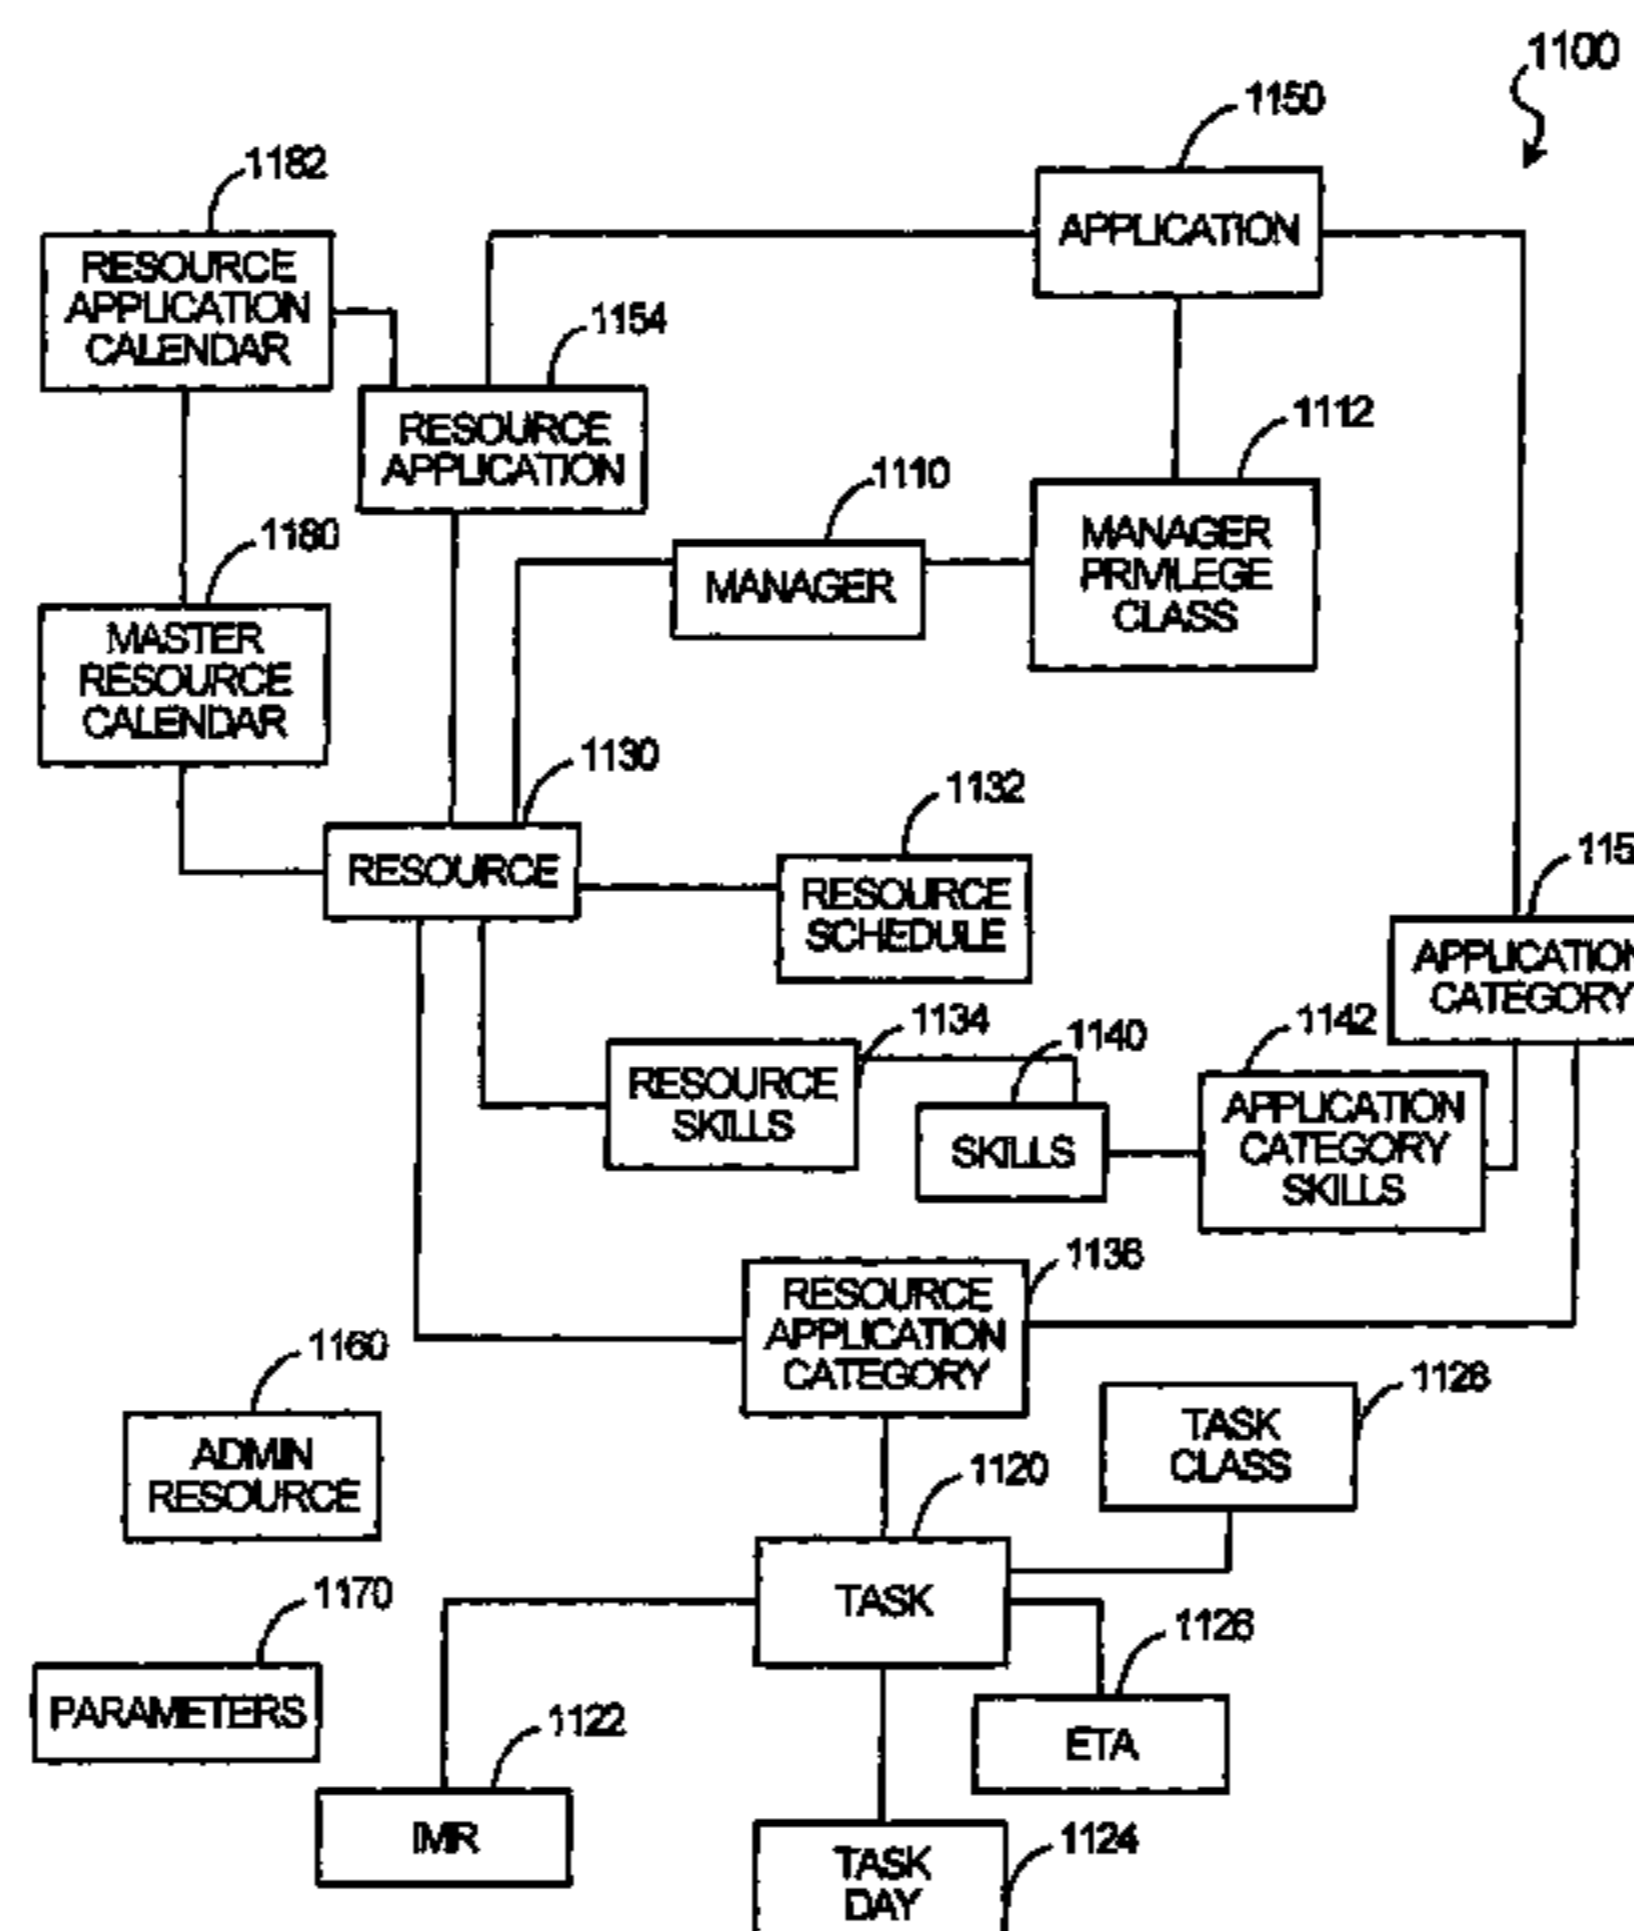 1100
1150
APPLICATION
1182
RESOURCE
APPLICATION
CALENDAR
1154
RESOURCE
APPLICATION
1112
MANAGER
PRIVILEGE
CLASS
1110
MANAGER
1180
MASTER
RESOURCE
CALENDAR
1130
RESOURCE
1132
RESOURCE
SCHEDULE
115
APPLICATION
CATEGORY
1134
RESOURCE
SKILLS
1140
SKILLS
1142
APPLICATION
CATEGORY
SKILLS
1136
RESOURCE
APPLICATION
CATEGORY
1160
ADMIN
RESOURCE
1128
TASK
CLASS
1120
TASK
1170
PARAMETERS
1126
ETA
1122
IMR
1124
TASK
DAY